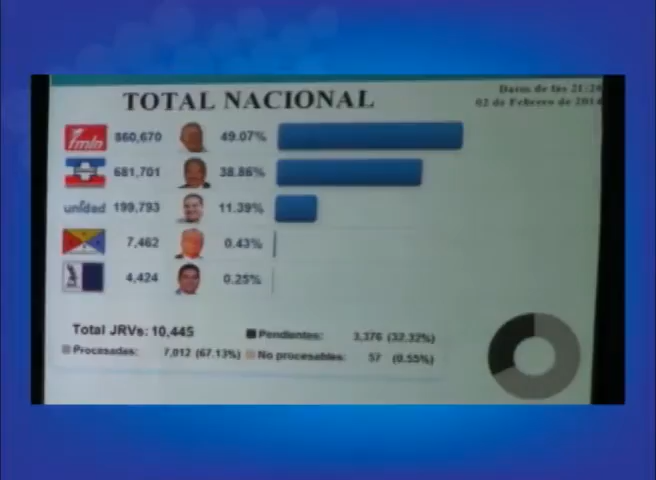 TOTAL NACIONAL
Datos de las 21:2
02 de Febrero de 2014
fmln 860,670 49.07%
681,701 38.86%
unidad 199,793 11.39%
7,462 0.43%
4,424 0.25%
Total JRVs: 10,445
Pendientes: 3,376 (32.32%)
Procesadas: 7,012 (67.13%)
No procesables: 57 (0.55%)